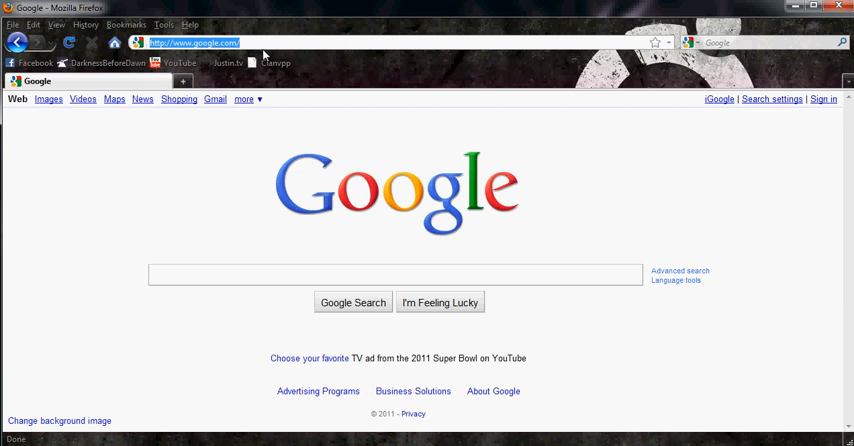 Google - Mozilla Firefox
File Edit View History Bookmarks Tools Help
http://www.google.com/ Google
Facebook DarknessBeforeDawn YouTube Justin.tv Clanvpp
Google
Web Images Videos Maps News Shopping Gmail more ▼ iGoogle | Search settings | Sign in
Google
Advanced search
Language tools
Google Search I'm Feeling Lucky
Choose your favorite TV ad from the 2011 Super Bowl on YouTube
Advertising Programs Business Solutions About Google
© 2011 - Privacy
Change background image
Done